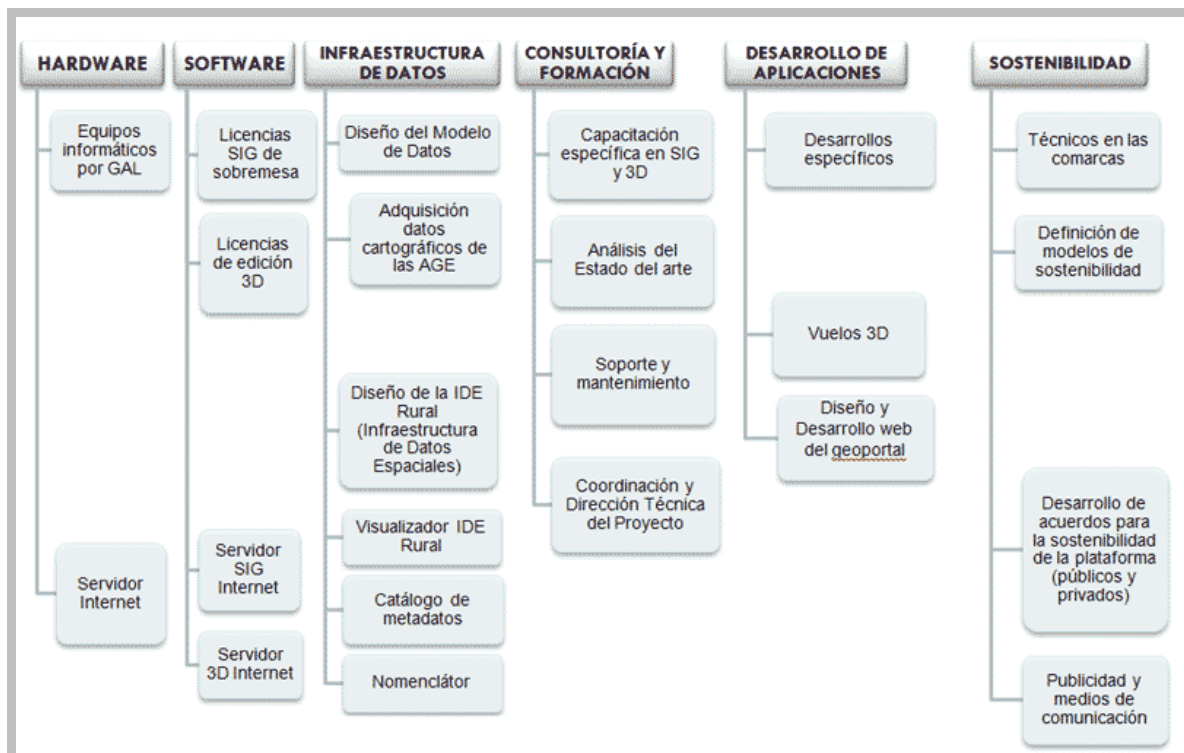 HARDWARE
Equipos
informáticos
por GAL
Servidor
Internet
SOFTWARE
Licencias
SIG de
sobremesa
Licencias
de edición
3D
Servidor
SIG
Internet
Servidor
3D Internet
INFRAESTRUCTURA
DE DATOS
Diseño del Modelo
de Datos
Adquisición
datos
cartográficos de
las AGE
Diseño de la IDE
Rural
(Infraestructura
de Datos
Espaciales)
Visualizador IDE
Rural
Catálogo de
metadatos
Nomenclátor
CONSULTORÍA Y
FORMACIÓN
Capacitación
específica en SIG
y 3D
Análisis del
Estado del arte
Soporte y
mantenimiento
Coordinación y
Dirección Técnica
del Proyecto
DESARROLLO DE
APLICACIONES
Desarrollos
específicos
Vuelos 3D
Diseño y
Desarrollo web
del geoportal
SOSTENIBILIDAD
Técnicos en las
comarcas
Definición de
modelos de
sostenibilidad
Desarrollo de
acuerdos para
la sostenibilidad
de la plataforma
(públicos y
privados)
Publicidad y
medios de
comunicación